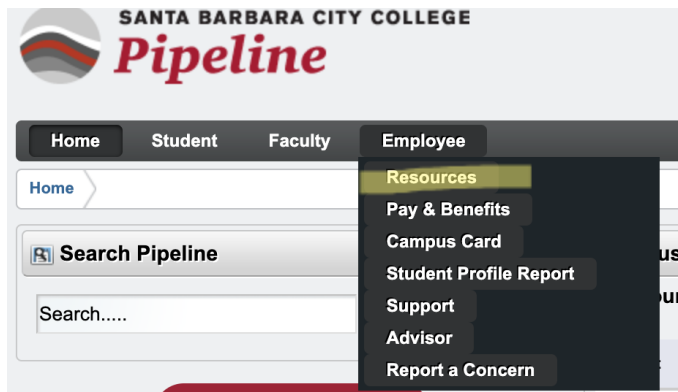 SANTA BARBARA CITY COLLEGE
Pipeline
Home Student Faculty Employee
Home
Resources
Pay & Benefits
Campus Card
Student Profile Report
Support
Advisor
Report a Concern
Search Pipeline
Search.....